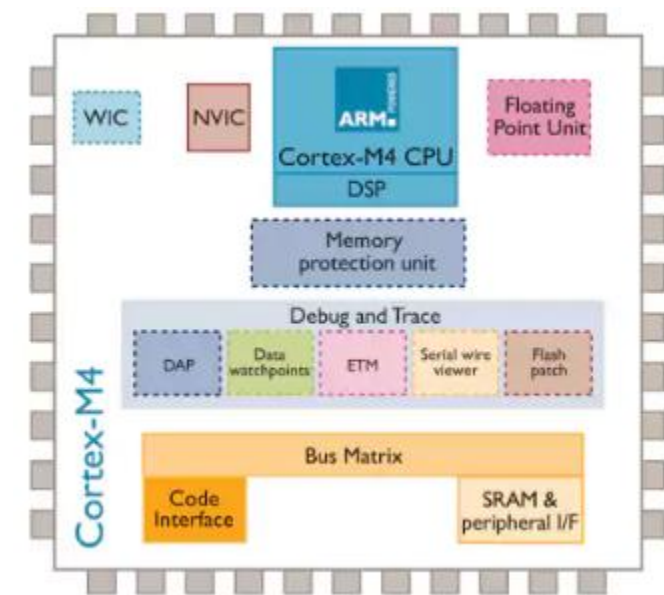 WIC
NVIC
ARM POWERED
Cortex-M4 CPU
DSP
Floating
Point Unit
Memory
protection unit
Debug and Trace
DAP
Data
watchpoints
ETM
Serial wire
viewer
Flash
patch
Bus Matrix
Code
Interface
SRAM &
peripheral I/F
Cortex-M4